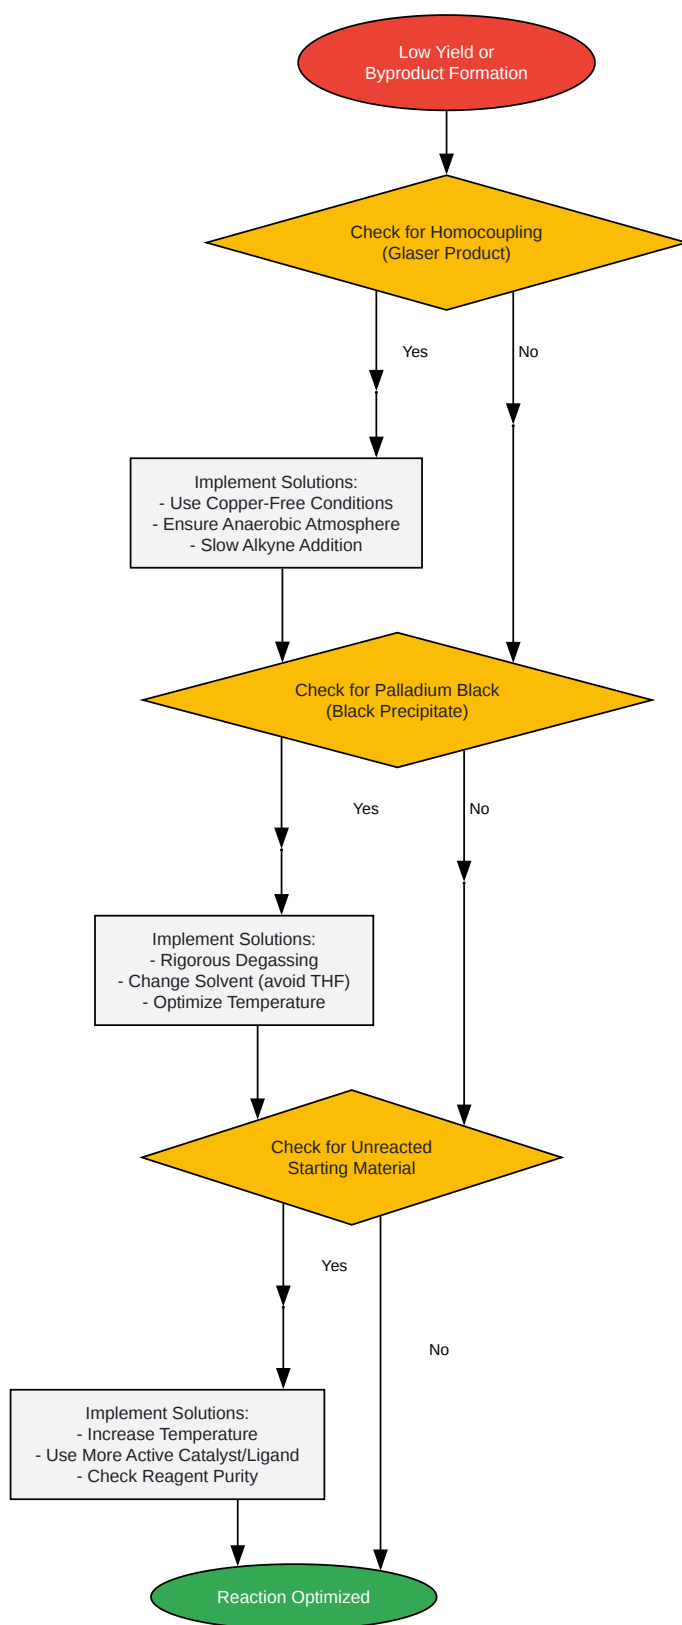 Low Yield or
Byproduct Formation
Check for Homocoupling
(Glaser Product)
Yes
No
Implement Solutions:
- Use Copper-Free Conditions
- Ensure Anaerobic Atmosphere
- Slow Alkyne Addition
Check for Palladium Black
(Black Precipitate)
Yes
No
Implement Solutions:
- Rigorous Degassing
- Change Solvent (avoid THF)
- Optimize Temperature
Check for Unreacted
Starting Material
Yes
No
Implement Solutions:
- Increase Temperature
- Use More Active Catalyst/Ligand
- Check Reagent Purity
Reaction Optimized